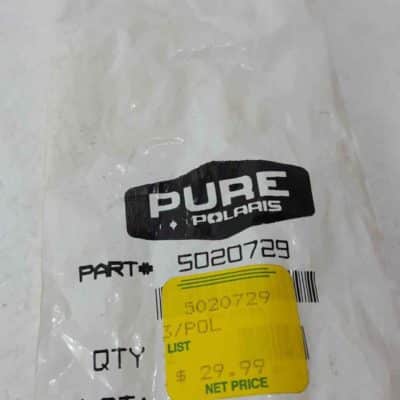 PURE
POLARIS
PART# 5020729
5020729
3/POL
QTY
LIST
$ 29.99
NET PRICE